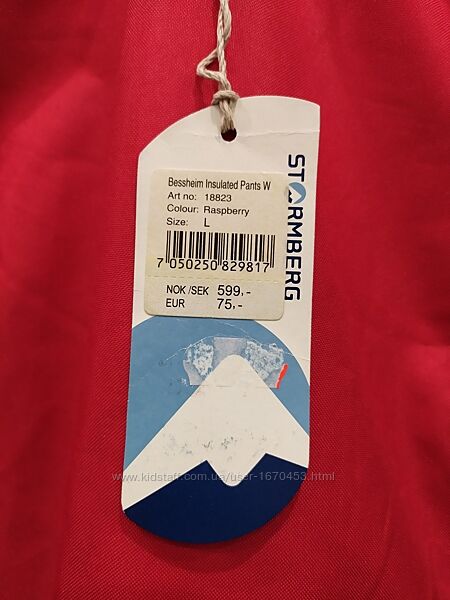 STORMBERG
Bessheim Insulated Pants W
Art no: 18823
Colour: Raspberry
Size: L
7 050250 829817
NOK /SEK 599,-
EUR 75,-
www.kidstaff.com.ua/user-1670453.html